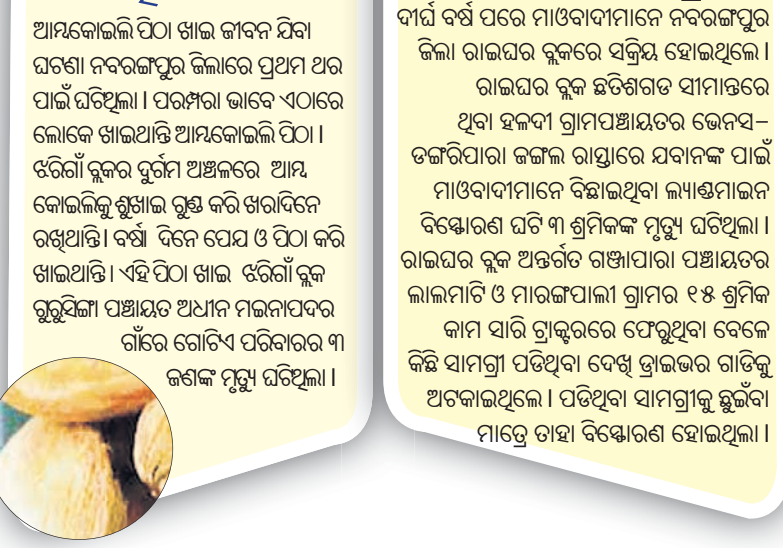 ଆମ୍ବକୋଇଲି ପିଠା ଖାଇ ଜୀବନ ଯିବା
ଘଟଣା ନବରଙ୍ଗପୁର ଜିଲାରେ ପ୍ରଥମ ଥର
ପାଇଁ ଘଟିଥିଲା । ପରମ୍ପରା ଭାବେ ଏଠାରେ
ଲୋକେ ଖାଇଥାନ୍ତି ଆମ୍ବକୋଇଲି ପିଠା ।
ଝରିଗାଁ ବ୍ଲକର ଦୁର୍ଗମ ଅଞ୍ଚଳରେ ଆମ୍ବ
କୋଇଲିକୁ ଶୁଖାଇ ଗୁଣ୍ଡ କରି ଖରାଦିନେ
ରଖିଥାନ୍ତି । ବର୍ଷା ଦିନେ ପେଯ ଓ ପିଠା କରି
ଖାଇଥାନ୍ତି । ଏହି ପିଠା ଖାଇ ଝରିଗାଁ ବ୍ଲକ
ଗୁରୁସିଙ୍ଗା ପଞ୍ଚାୟତ ଅଧୀନ ମଇନାପଦର
ଗାଁରେ ଗୋଟିଏ ପରିବାରର ୩
ଜଣଙ୍କ ମୃତ୍ୟୁ ଘଟିଥିଲା ।
ଦୀର୍ଘ ବର୍ଷ ପରେ ମାଓବାଦୀମାନେ ନବରଙ୍ଗପୁର
ଜିଲା ରାଇଘର ବ୍ଲକରେ ସକ୍ରିୟ ହୋଇଥିଲେ ।
ରାଇଘର ବ୍ଲକ ଛତିଶଗଡ ସୀମାନ୍ତରେ
ଥିବା ହଳଦୀ ଗ୍ରାମପଞ୍ଚାୟତର ଭେନସ–
ଡଙ୍ଗରିପାରା ଜଙ୍ଗଲ ରାସ୍ତାରେ ଯବାନଙ୍କ ପାଇଁ
ମାଓବାଦୀମାନେ ବିଛାଇଥିବା ଲ୍ୟାଣ୍ଡମାଇନ
ବିସ୍ଫୋରଣ ଘଟି ୩ ଶ୍ରମିକଙ୍କ ମୃତ୍ୟୁ ଘଟିଥିଲା ।
ରାଇଘର ବ୍ଲକ ଅନ୍ତର୍ଗତ ଗଞ୍ଜାପାରା ପଞ୍ଚାୟତର
ଲାଲମାଟି ଓ ମାରଙ୍ଗପାଲୀ ଗ୍ରାମର ୧୫ ଶ୍ରମିକ
କାମ ସାରି ଟ୍ରାକ୍ଟରରେ ଫେରୁଥିବା ବେଳେ
କିଛି ସାମଗ୍ରୀ ପଡିଥିବା ଦେଖି ଡ୍ରାଇଭର ଗାଡିକୁ
ଅଟକାଇଥିଲେ । ପଡିଥିବା ସାମଗ୍ରୀକୁ ଛୁଇଁବା
ମାତ୍ରେ ତାହା ବିସ୍ଫୋରଣ ହୋଇଥିଲା ।